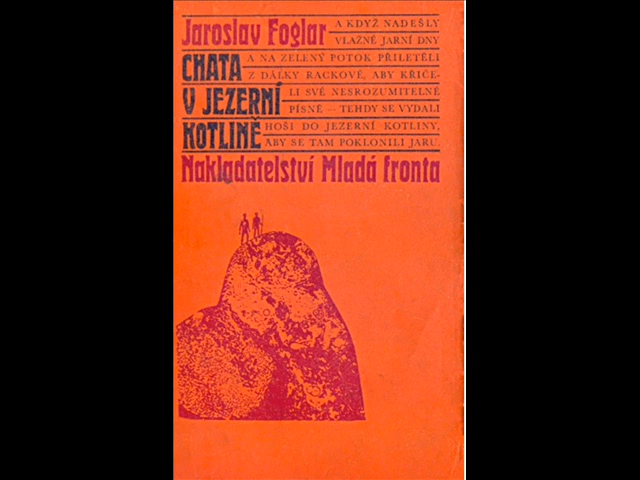 Jaroslav Foglar
CHATA
V JEZERNÍ
KOTLINĚ
A KDYŽ NADEŠLY
VLAŽNÉ JARNÍ DNY
A NA ZELENÝ POTOK PŘILETĚLI
Z DÁLKY RACKOVÉ, ABY KŘIČE-
LI SVÉ NESROZUMITELNÉ
PÍSNĚ — TEHDY SE VYDALI
HOŠI DO JEZERNÍ KOTLINY,
ABY SE TAM POKLONILI JARU.
Nakladatelství Mladá fronta